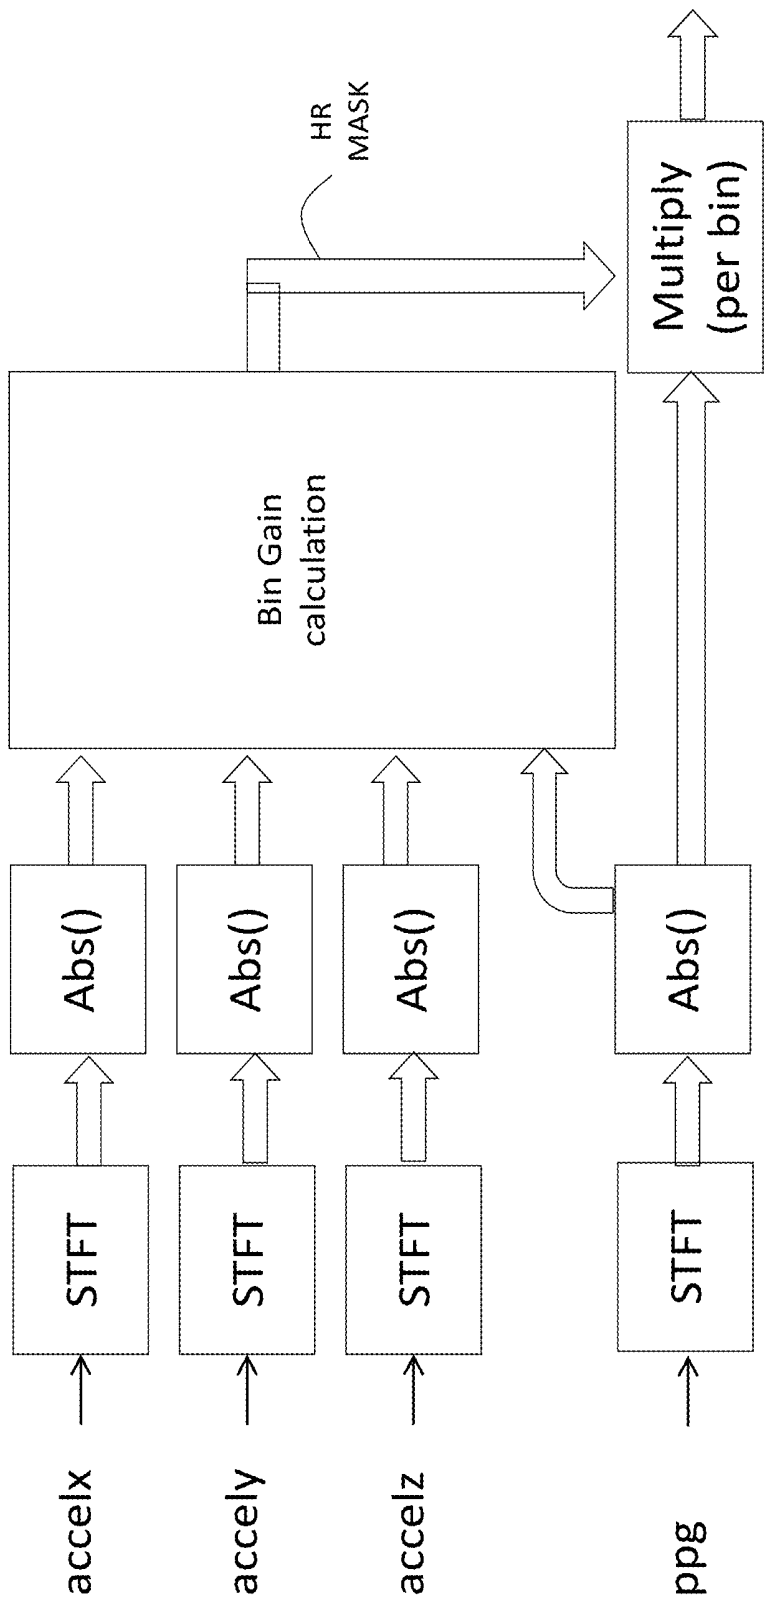 accelx
STFT
Abs()
accely
STFT
Abs()
accelz
STFT
Abs()
Bin Gain
calculation
HR
MASK
ppg
STFT
Abs()
Multiply
(per bin)